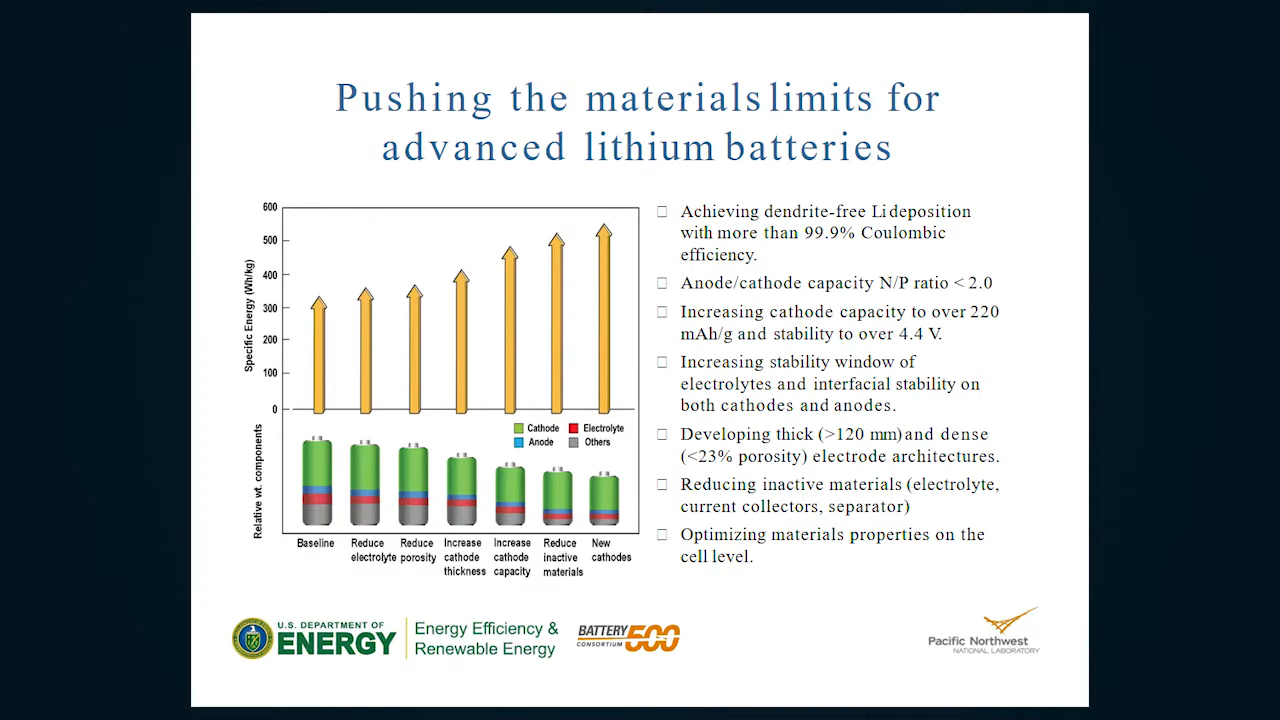 Pushing the materials limits for
advanced lithium batteries
600
500
400
300
200
100
0
Specific Energy (Wh/kg)
Relative wt. components
Cathode
Electrolyte
Anode
Others
Baseline
Reduce
electrolyte
Reduce
porosity
Increase
cathode
thickness
Increase
cathode
capacity
Reduce
inactive
materials
New
cathodes
Achieving dendrite-free Li deposition
with more than 99.9% Coulombic
efficiency.
Anode/cathode capacity N/P ratio < 2.0
Increasing cathode capacity to over 220
mAh/g and stability to over 4.4 V.
Increasing stability window of
electrolytes and interfacial stability on
both cathodes and anodes.
Developing thick (>120 mm) and dense
(<23% porosity) electrode architectures.
Reducing inactive materials (electrolyte,
current collectors, separator)
Optimizing materials properties on the
cell level.
U.S. DEPARTMENT OF
ENERGY
Energy Efficiency &
Renewable Energy
BATTERY
CONSORTIUM
500
Pacific Northwest
NATIONAL LABORATORY